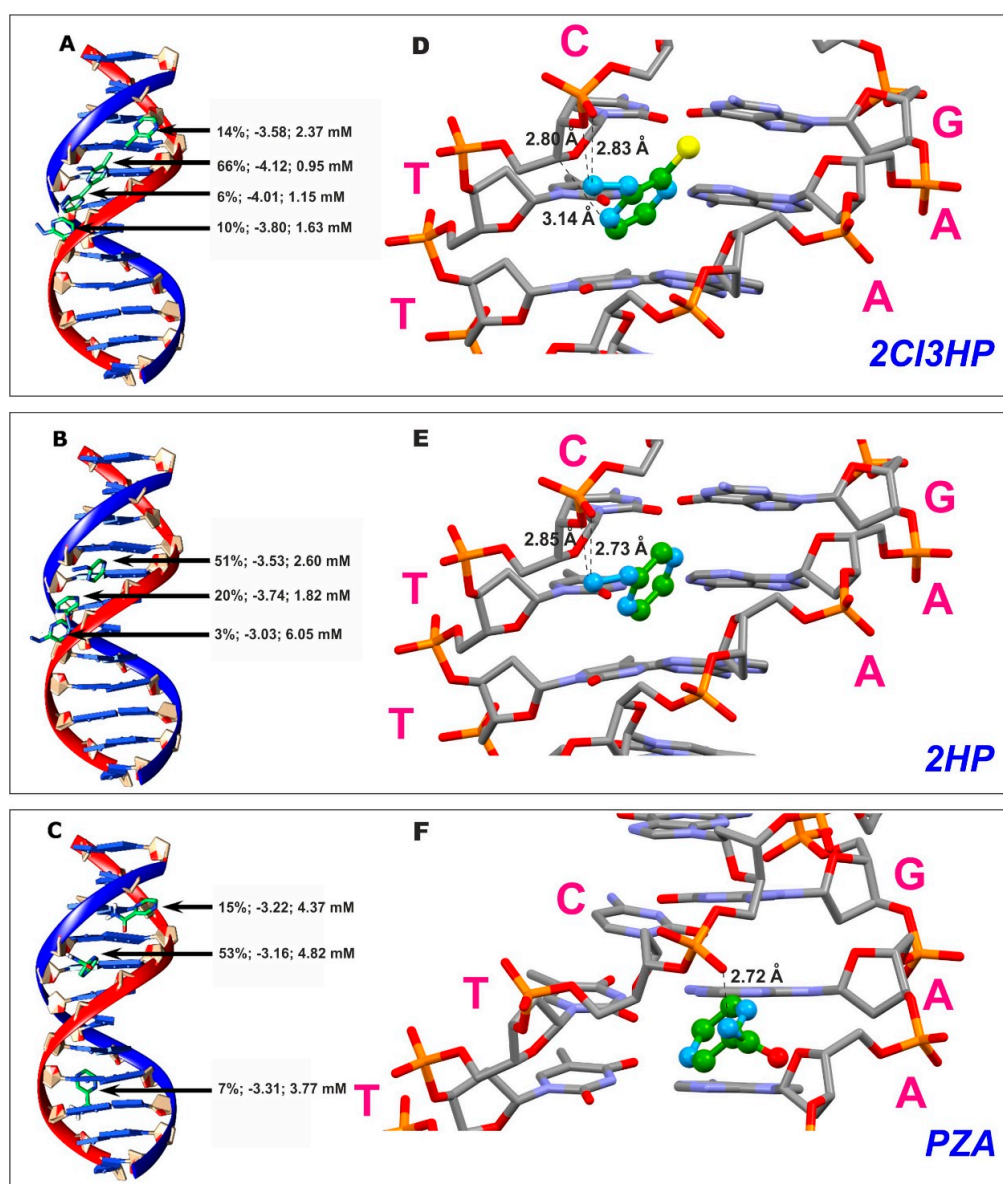 A
14%; -3.58; 2.37 mM
66%; -4.12; 0.95 mM
6%; -4.01; 1.15 mM
10%; -3.80; 1.63 mM
D
C
2.80 Å
2.83 Å
G
T
3.14 Å
A
T
A
2Cl3HP
B
51%; -3.53; 2.60 mM
20%; -3.74; 1.82 mM
3%; -3.03; 6.05 mM
E
C
G
2.85 Å
2.73 Å
T
A
T
A
2HP
C
15%; -3.22; 4.37 mM
53%; -3.16; 4.82 mM
7%; -3.31; 3.77 mM
F
C
G
2.72 Å
T
A
T
A
PZA